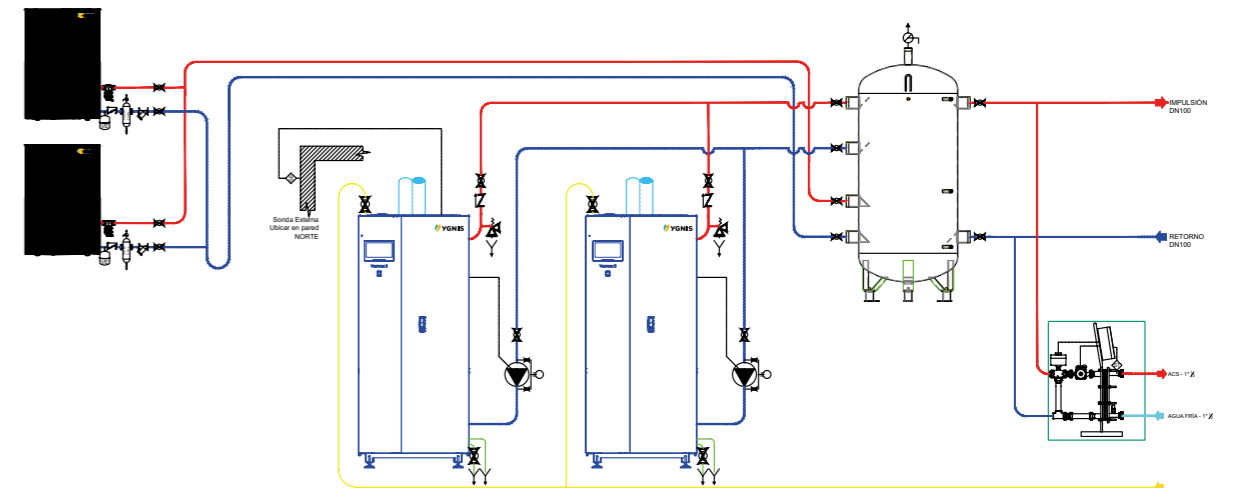 IMPULSIÓN
DN100
Sonda Externa
Ubicar en pared
NORTE
YGNIS
YGNIS
RETORNO
DN100
ACS - 1"
AGUA FRÍA - 1"